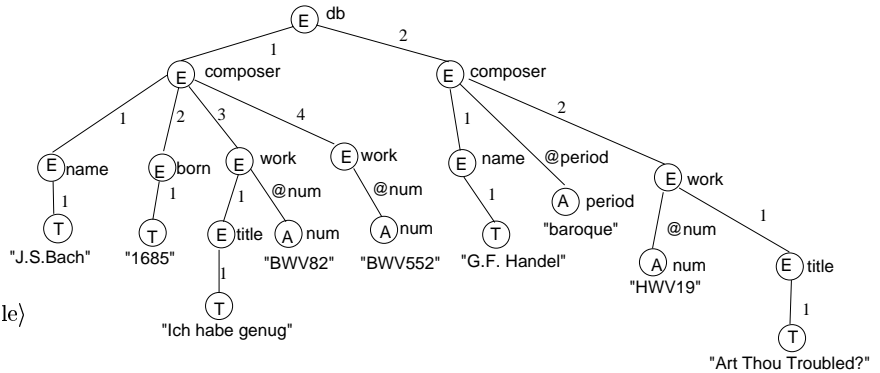 E db
1 2
E composer E composer
1 2 3 4 1 @period 2
E name E born E work E work E name A period E work
1 1 1 @num @num 1 "baroque" @num 1
T T E title A num A num T A num E title
"J.S.Bach" "1685" "BWV82" "BWV552" "G.F. Handel" "HWV19"
1 1
le⟩ T T
"Ich habe genug" "Art Thou Troubled?"